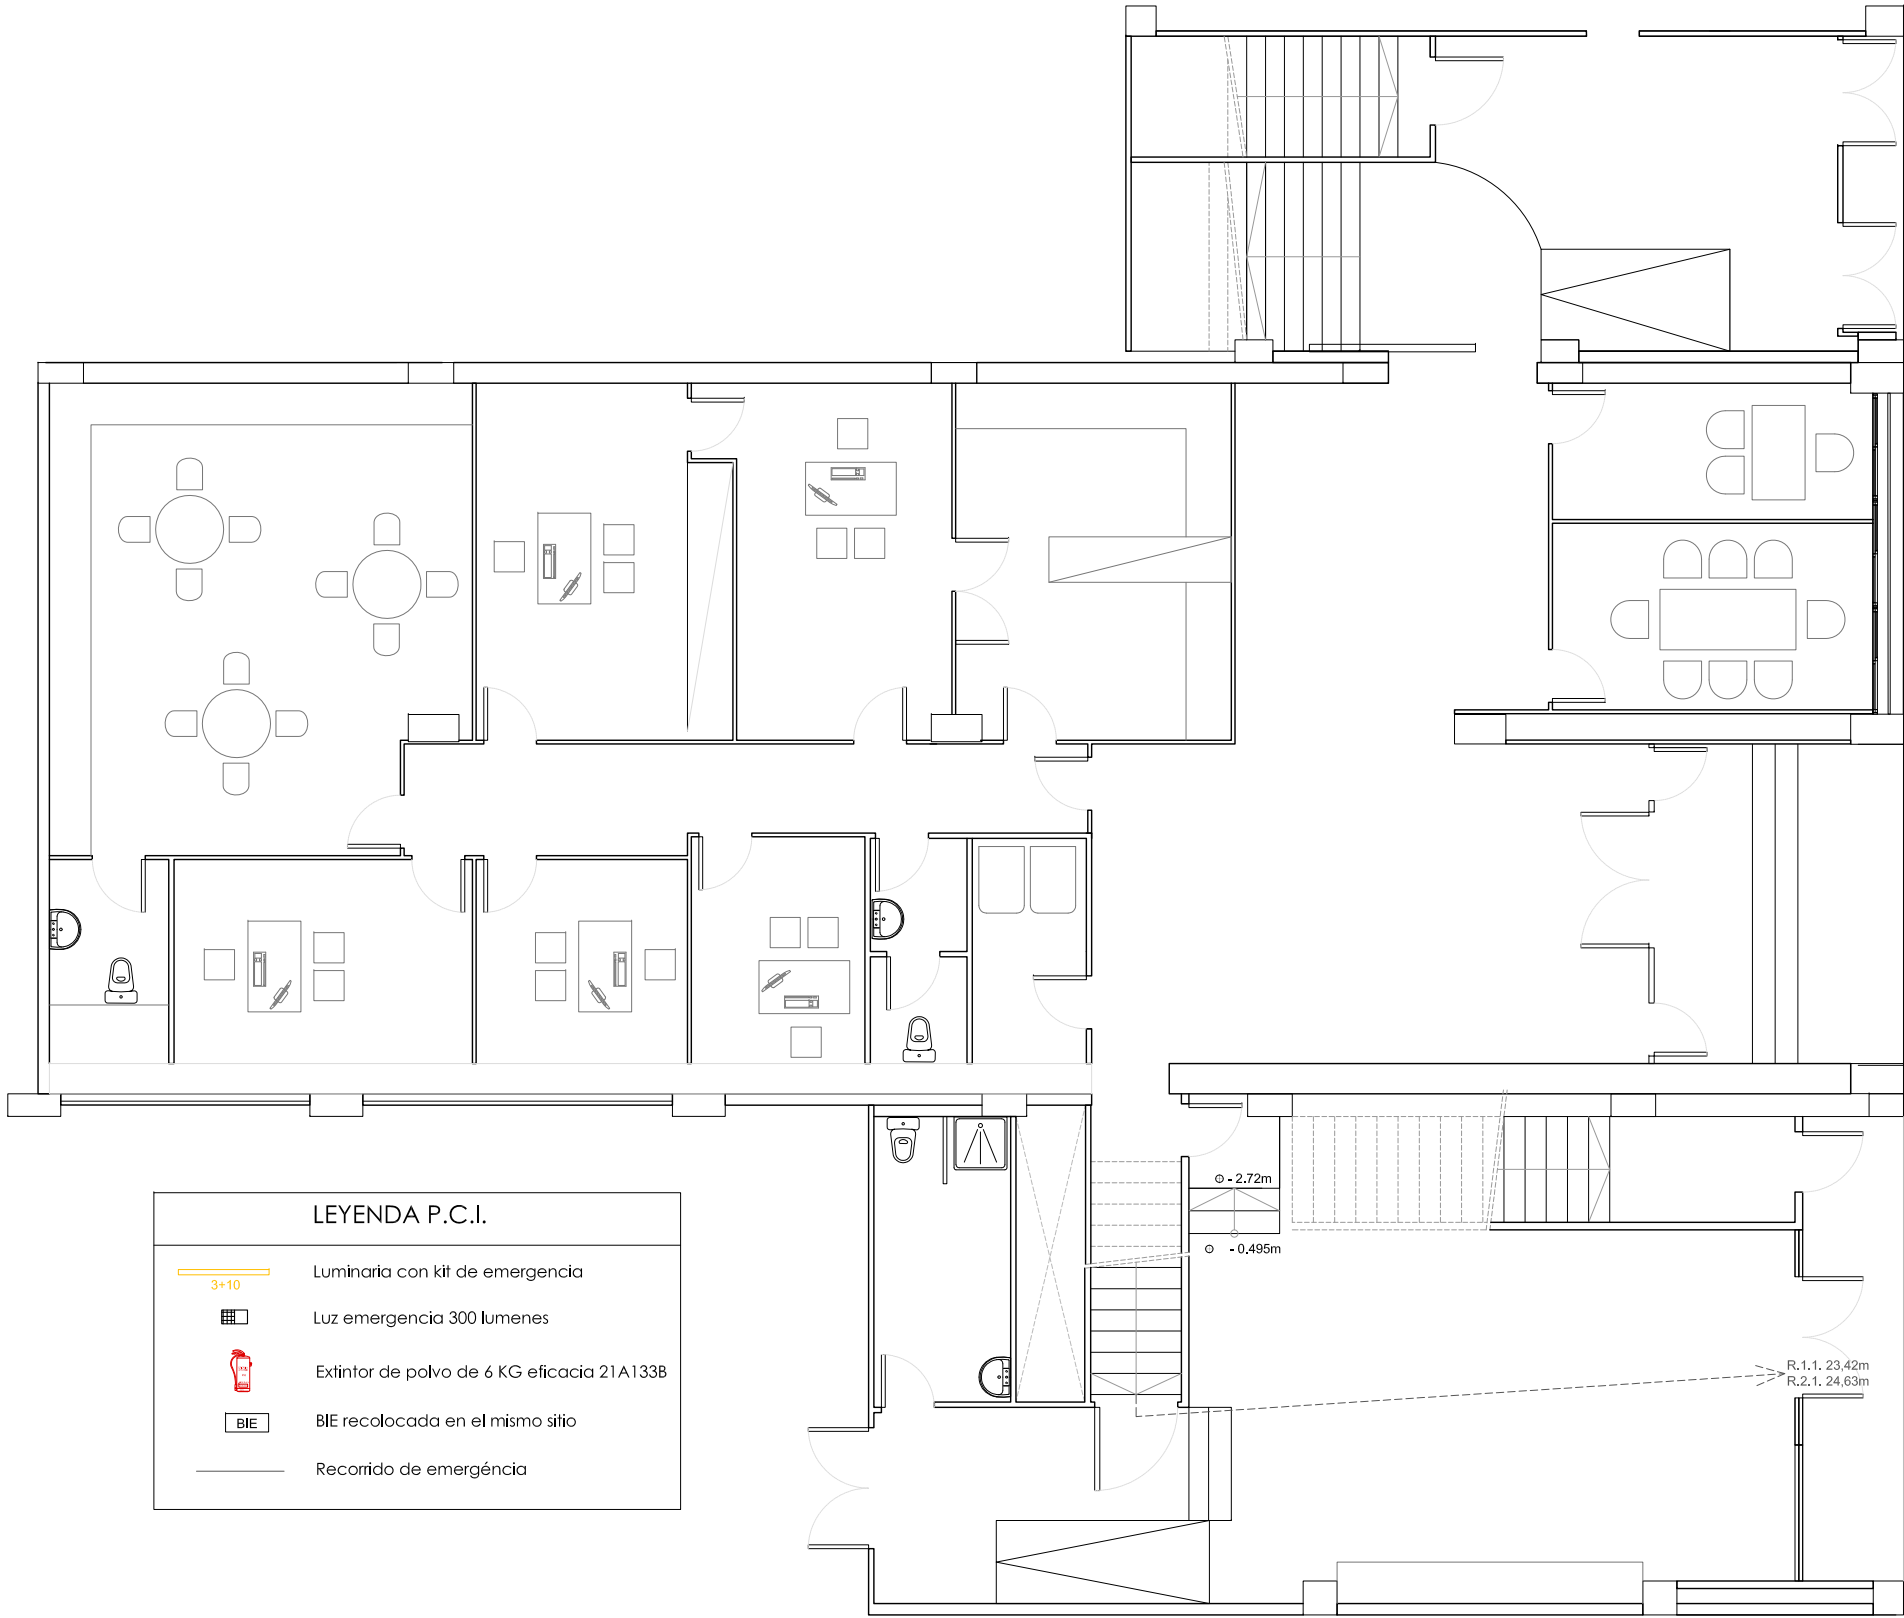 ⌀ - 2.72m
○ - 0.495m
LEYENDA P.C.I.
3+10
Luminaria con kit de emergencia
Luz emergencia 300 lumenes
Extintor de polvo de 6 KG eficacia 21A133B
BIE
BIE recolocada en el mismo sitio
Recorrido de emergéncia
R.1.1. 23,42m
R.2.1. 24,63m